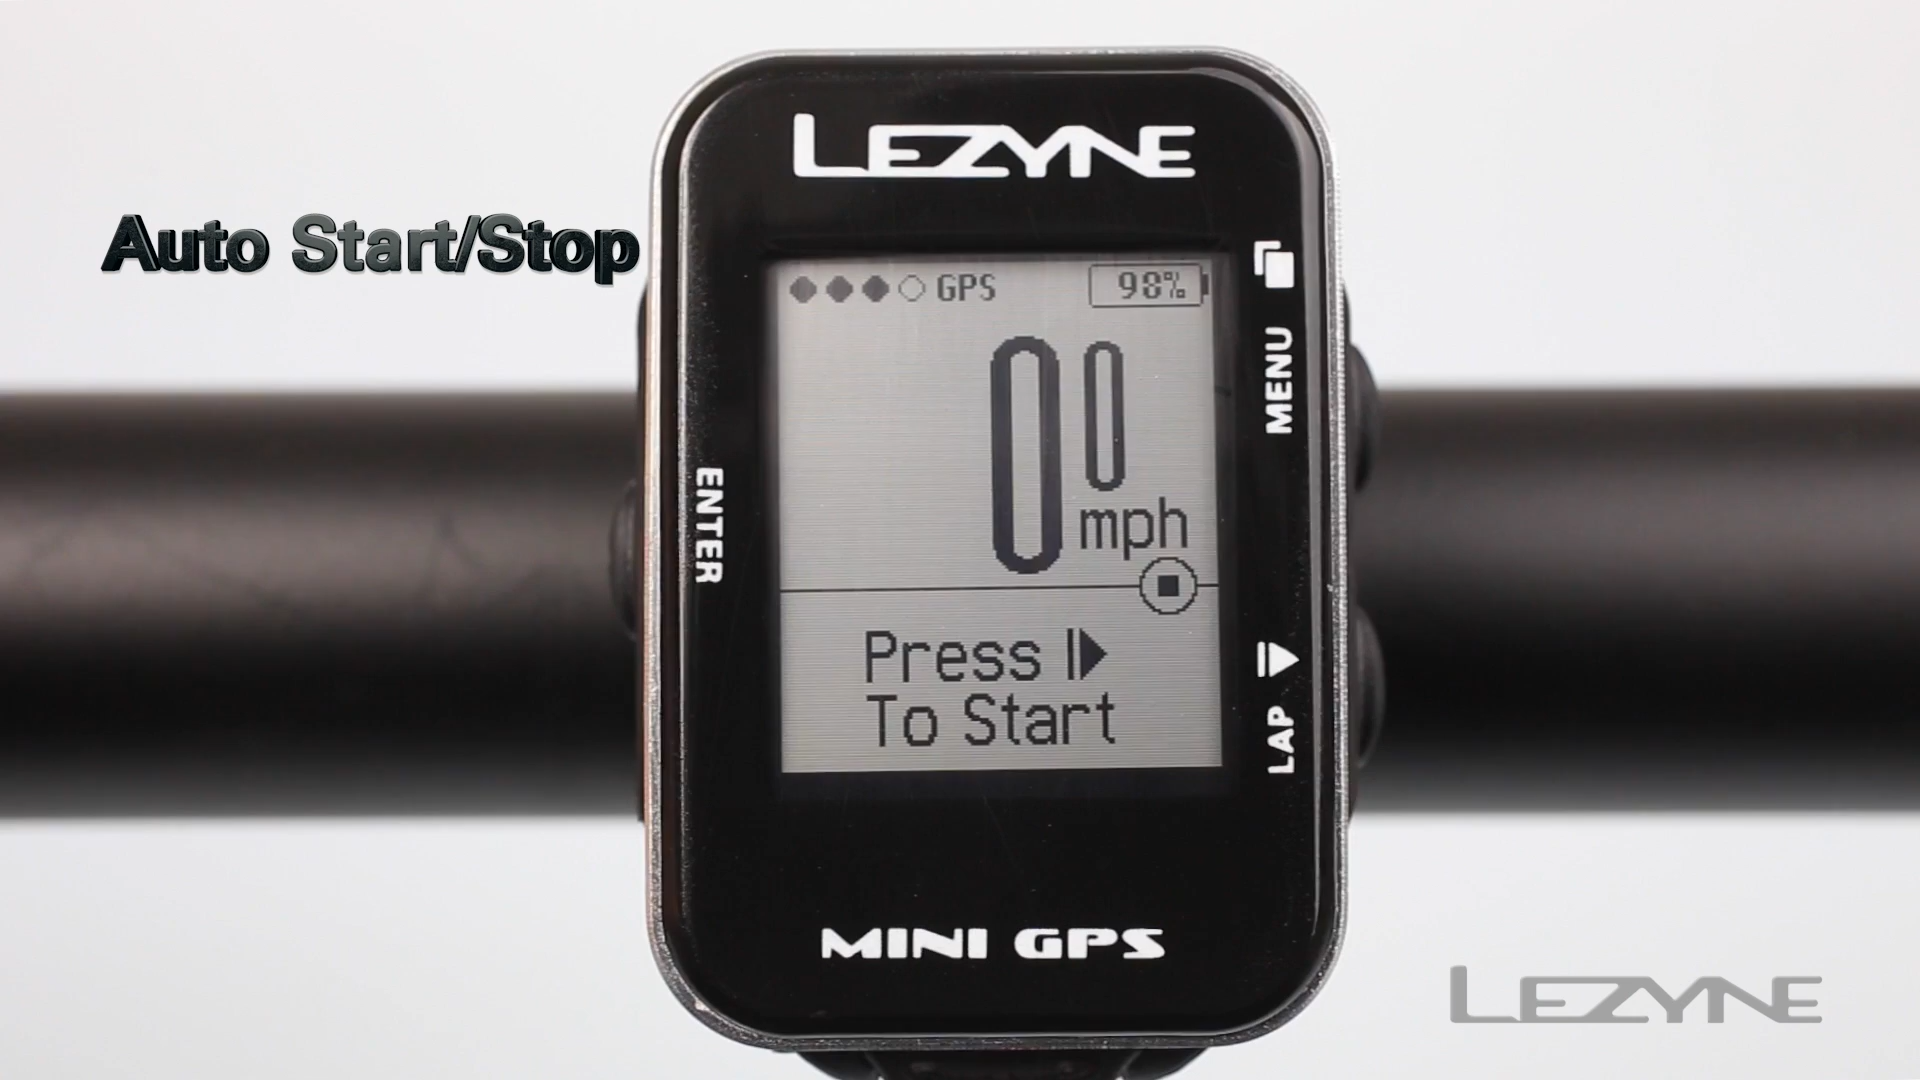 LEZYNE
Auto Start/Stop
GPS 98%
MENU
00
mph
ENTER
Press
To Start
LAP
MINI GPS
LEZYNE